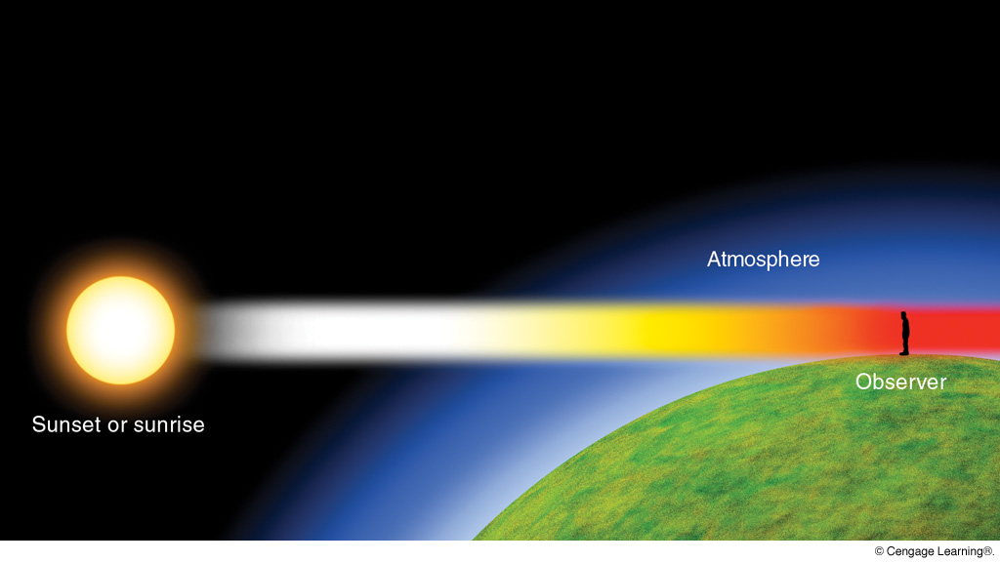 Atmosphere
Observer
Sunset or sunrise
© Cengage Learning®.